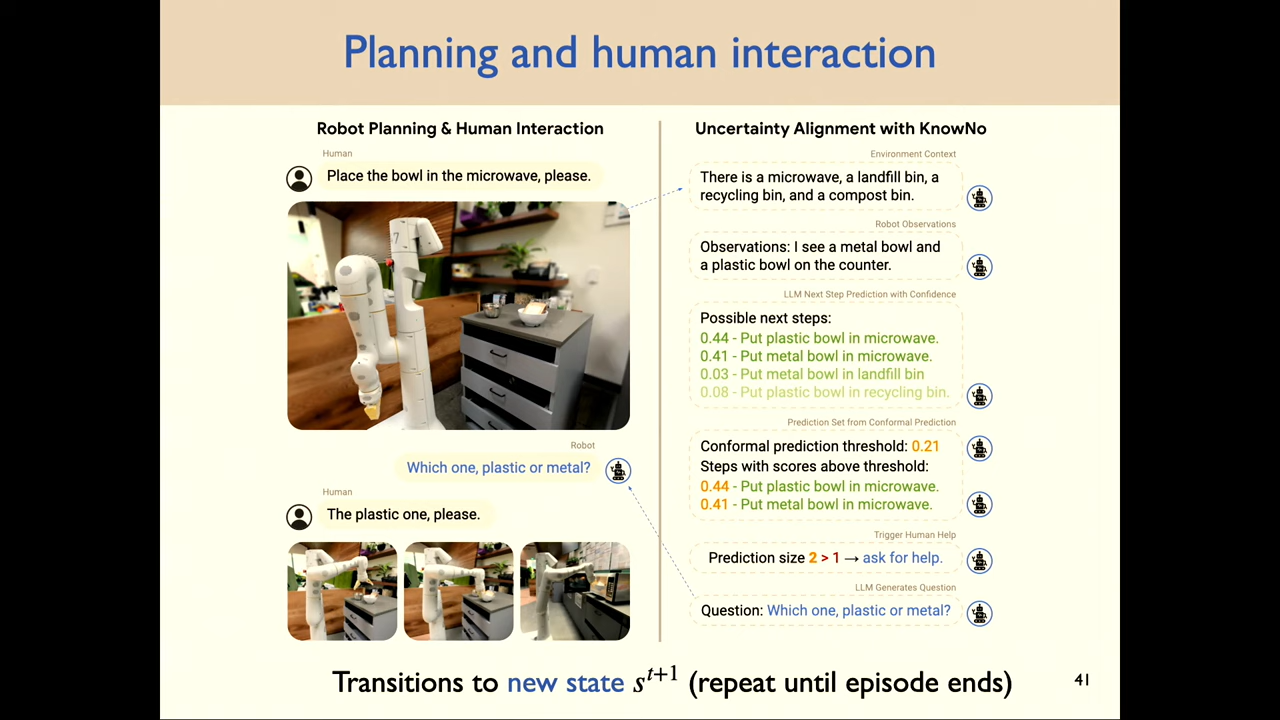 Planning and human interaction
Robot Planning & Human Interaction
Human
Place the bowl in the microwave, please.
Robot
Which one, plastic or metal?
Human
The plastic one, please.
Uncertainty Alignment with KnowNo
Environment Context
There is a microwave, a landfill bin, a
recycling bin, and a compost bin.
Robot Observations
Observations: I see a metal bowl and
a plastic bowl on the counter.
LLM Next Step Prediction with Confidence
Possible next steps:
0.44 - Put plastic bowl in microwave.
0.41 - Put metal bowl in microwave.
0.03 - Put metal bowl in landfill bin
0.08 - Put plastic bowl in recycling bin.
Prediction Set from Conformal Prediction
Conformal prediction threshold: 0.21
Steps with scores above threshold:
0.44 - Put plastic bowl in microwave.
0.41 - Put metal bowl in microwave.
Trigger Human Help
Prediction size 2 > 1 → ask for help.
LLM Generates Question
Question: Which one, plastic or metal?
Transitions to new state s^{t+1} (repeat until episode ends)
41